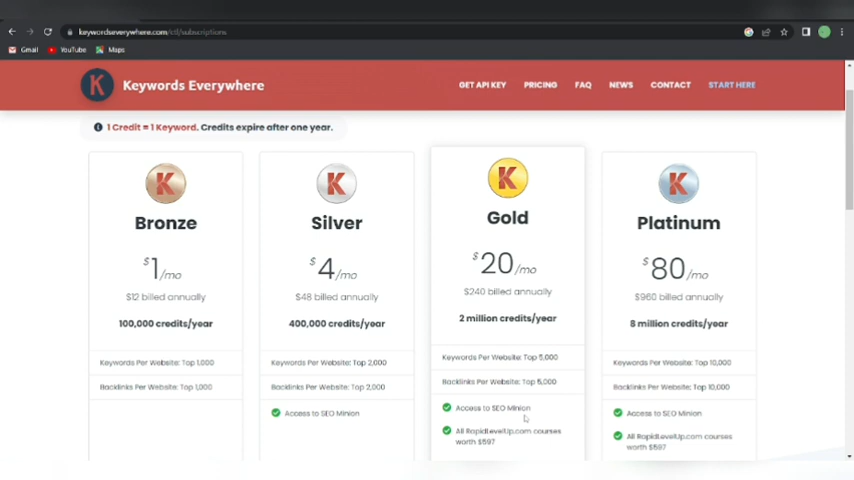 keywordseverywhere.com/ctl/subscriptions
Gmail YouTube Maps
K Keywords Everywhere GET API KEY PRICING FAQ NEWS CONTACT START HERE
1 Credit = 1 Keyword. Credits expire after one year.
K K K K
Bronze Silver Gold Platinum
$1/mo $4/mo $20/mo $80/mo
$12 billed annually $48 billed annually $240 billed annually $960 billed annually
100,000 credits/year 400,000 credits/year 2 million credits/year 8 million credits/year
Keywords Per Website: Top 1,000 Keywords Per Website: Top 2,000 Keywords Per Website: Top 5,000 Keywords Per Website: Top 10,000
Backlinks Per Website: Top 1,000 Backlinks Per Website: Top 2,000 Backlinks Per Website: Top 5,000 Backlinks Per Website: Top 10,000
Access to SEO Minion Access to SEO Minion Access to SEO Minion
All RapidLevelUp.com courses All RapidLevelUp.com courses
worth $597 worth $597